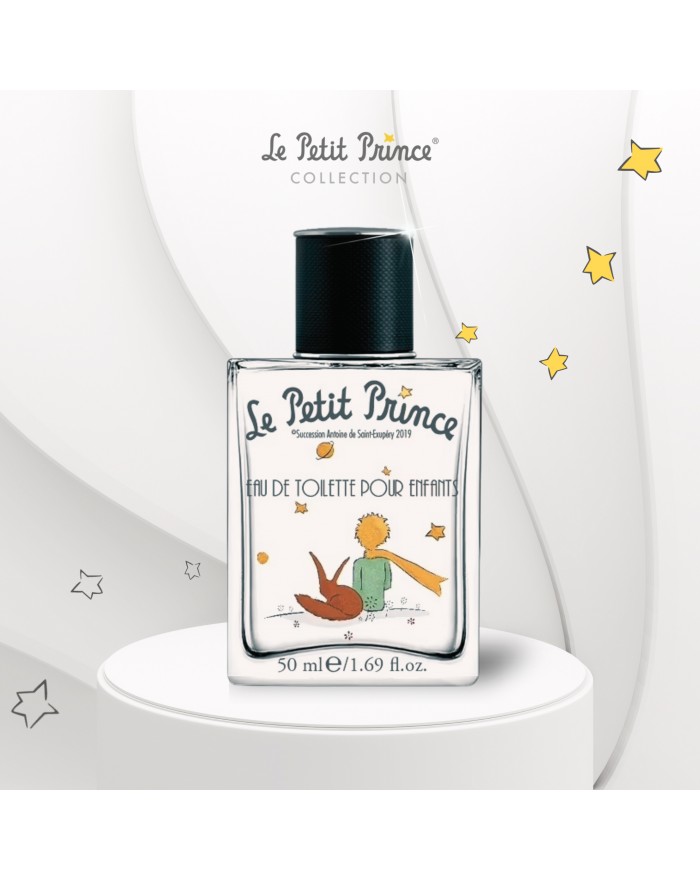 Le Petit Prince®
COLLECTION
Le Petit Prince
©Succession Antoine de Saint-Exupéry 2019
EAU DE TOILETTE POUR ENFANTS
50 ml e/1.69 fl.oz.